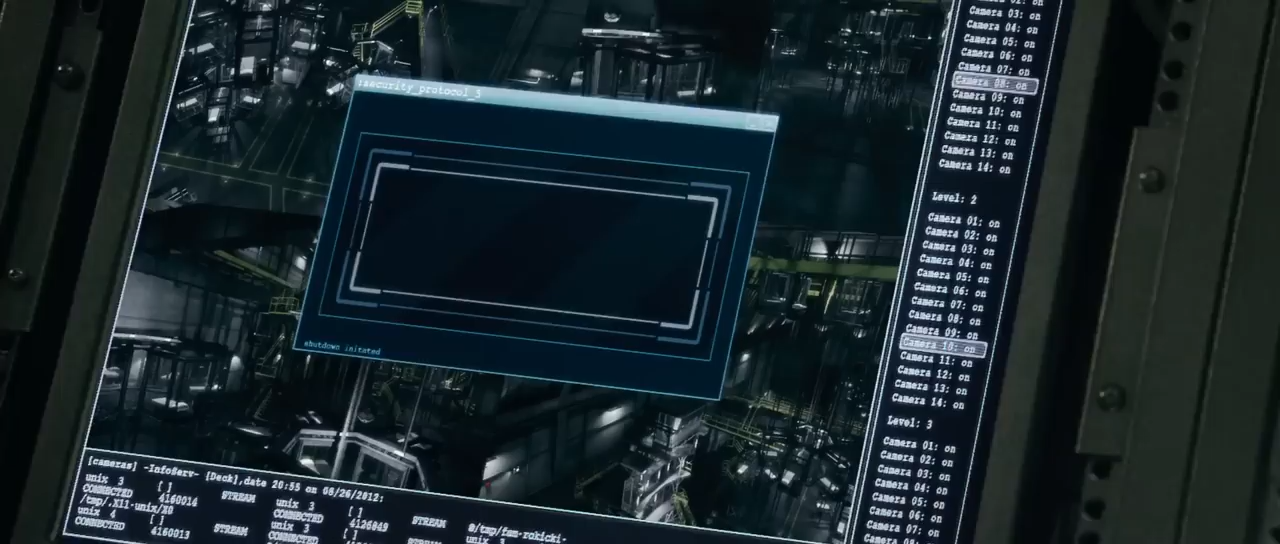 :security_protocol_3
shutdown initated
Camera 03: on
Camera 04: on
Camera 05: on
Camera 06: on
Camera 07: on
Camera 08: on
Camera 09: on
Camera 10: on
Camera 11: on
Camera 12: on
Camera 13: on
Camera 14: on
Level: 2
Camera 01: on
Camera 02: on
Camera 03: on
Camera 04: on
Camera 05: on
Camera 06: on
Camera 07: on
Camera 08: on
Camera 09: on
Camera 10: on
Camera 11: on
Camera 12: on
Camera 13: on
Camera 14: on
Level: 3
Camera 01: on
Camera 02: on
Camera 03: on
Camera 04: on
Camera 05: on
Camera 06: on
Camera 07: on
[cameras] -InfoServ- [Deck],date 20:55 on 08/26/2012:
unix 3 [ ] STREAM
CONNECTED 4160014
/tmp/.X11-unix/X0
unix 4 [ ] STREAM
CONNECTED 4160013
unix 3 [ ] STREAM
CONNECTED 4126849 @/tmp/fam-rokicki-
unix 3 [ ] unix 3
CONNECTED